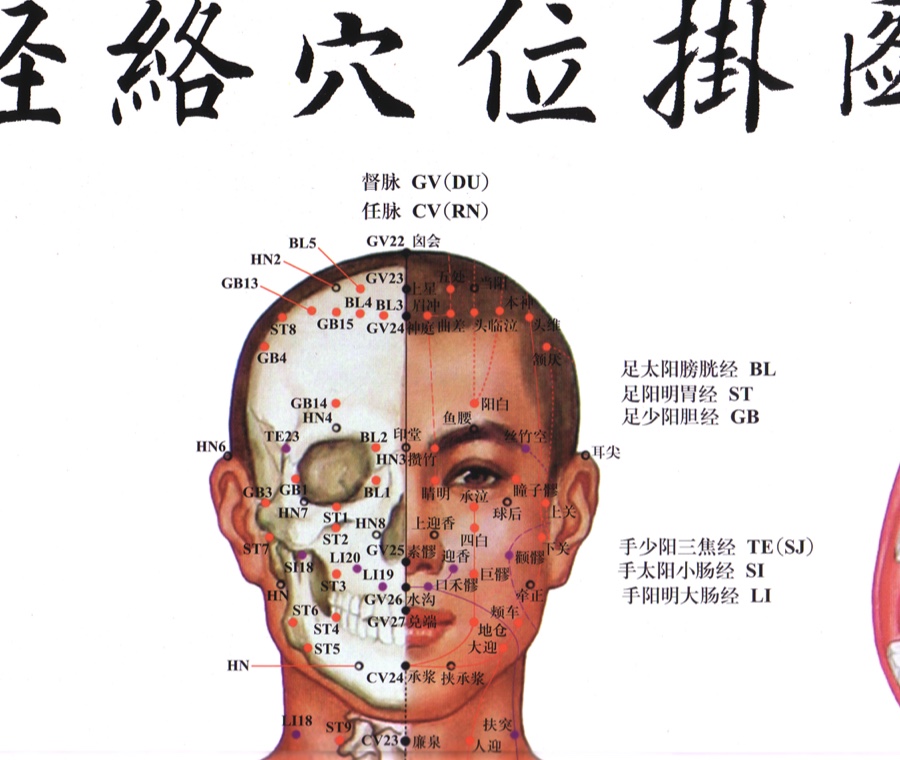 经絡穴位掛圖
督脉 GV(DU)
任脉 CV(RN)
GV22 囟会
BL5
HN2
GB13
GV23 上星 五处 当阳
BL4 BL3 眉冲 本神
ST8 GB15 GV24 神庭 曲差 头临泣 头维
GB4 颔厌
足太阳膀胱经 BL
足阳明胃经 ST
足少阳胆经 GB
GB14 阳白
HN4 鱼腰
TE23 BL2 印堂 丝竹空
HN6 HN3 攒竹 耳尖
GB3 GB1 BL1 睛明 承泣 瞳子髎
HN7 ST1 球后 上关
HN8 上迎香
ST2 四白
ST7 GV25 素髎 下关
SI18 LI20 迎香 颧髎
LI19 巨髎
ST3 口禾髎
HN GV26 水沟 牵正
手少阳三焦经 TE(SJ)
手太阳小肠经 SI
手阳明大肠经 LI
ST6 GV27 兑端 颊车
ST4 地仓
ST5 大迎
HN
CV24 承浆 挟承浆
LI18 ST9 扶突
CV23 廉泉 人迎